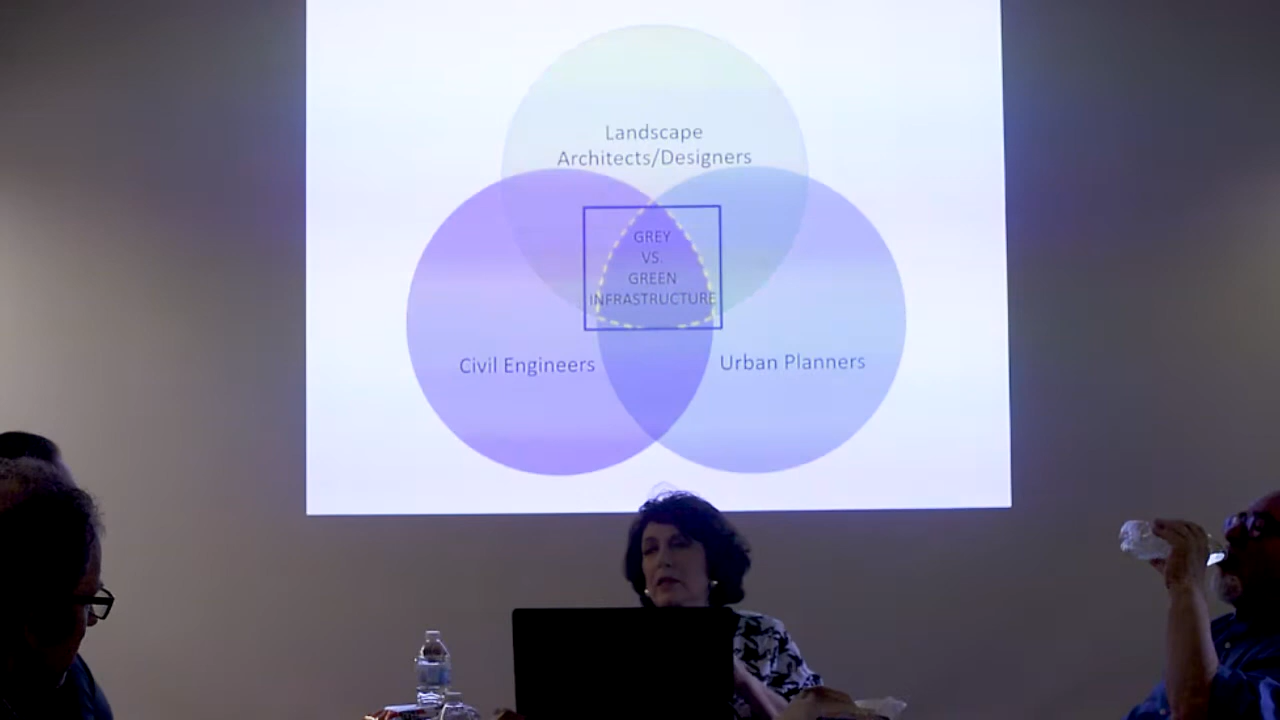 Landscape
Architects/Designers
GREY
VS.
GREEN
INFRASTRUCTURE
Civil Engineers
Urban Planners